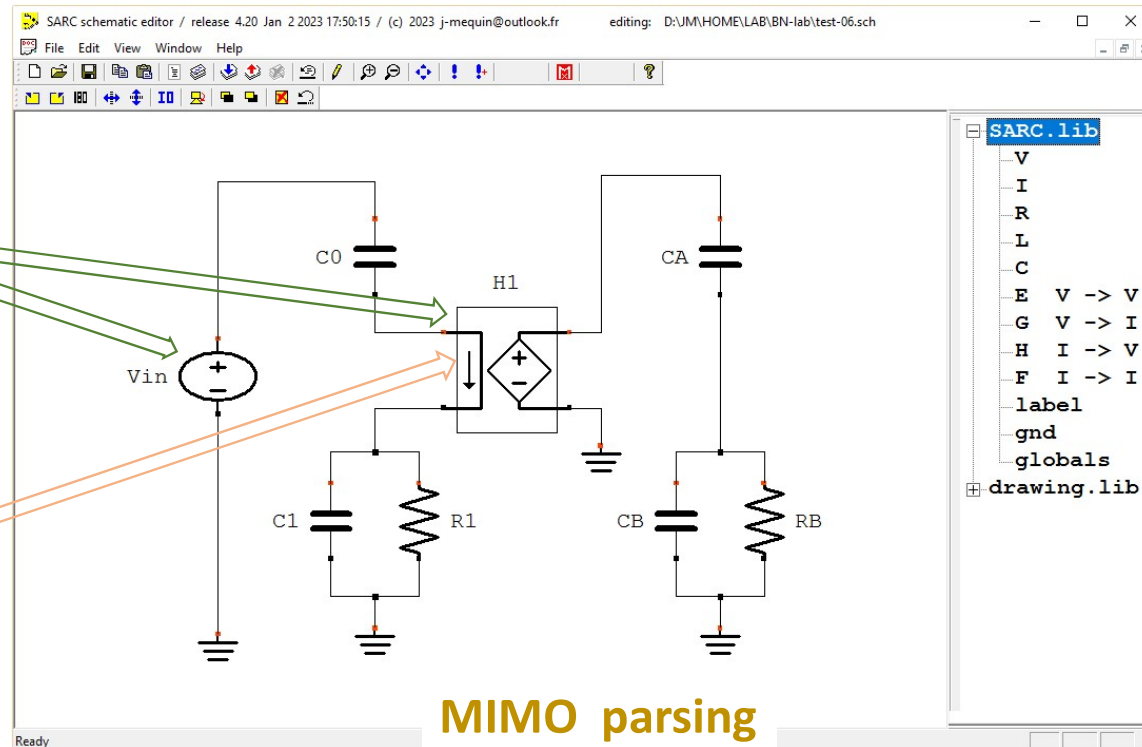 SARC schematic editor / release 4.20 Jan 2 2023 17:50:15 / (c) 2023 j-mequin@outlook.fr editing: D:\JM\HOME\LAB\BN-lab\test-06.sch
File Edit View Window Help
SARC.lib
V
I
R
L
C
E V -> V
G V -> I
H I -> V
F I -> I
label
gnd
globals
drawing.lib
C0
CA
H1
Vin
C1
R1
CB
RB
MIMO parsing
Ready